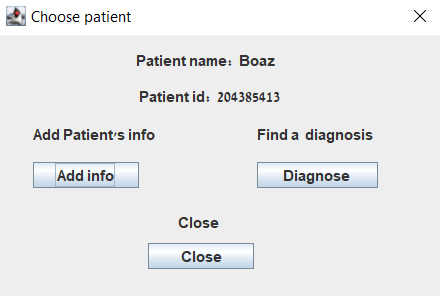 Choose patient
Patient name: Boaz
Patient id: 204385413
Add Patient's info Find a diagnosis
Add info Diagnose
Close
Close